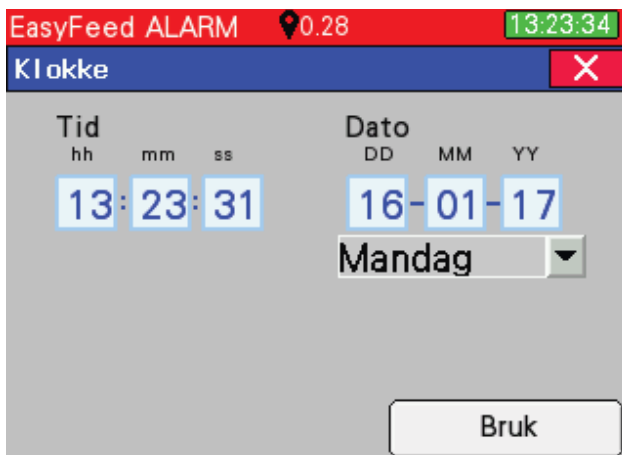 EasyFeed ALARM 0.28 13:23:34
Klokke X
Tid Dato
hh mm ss DD MM YY
13:23:31 16-01-17
Mandag
Bruk